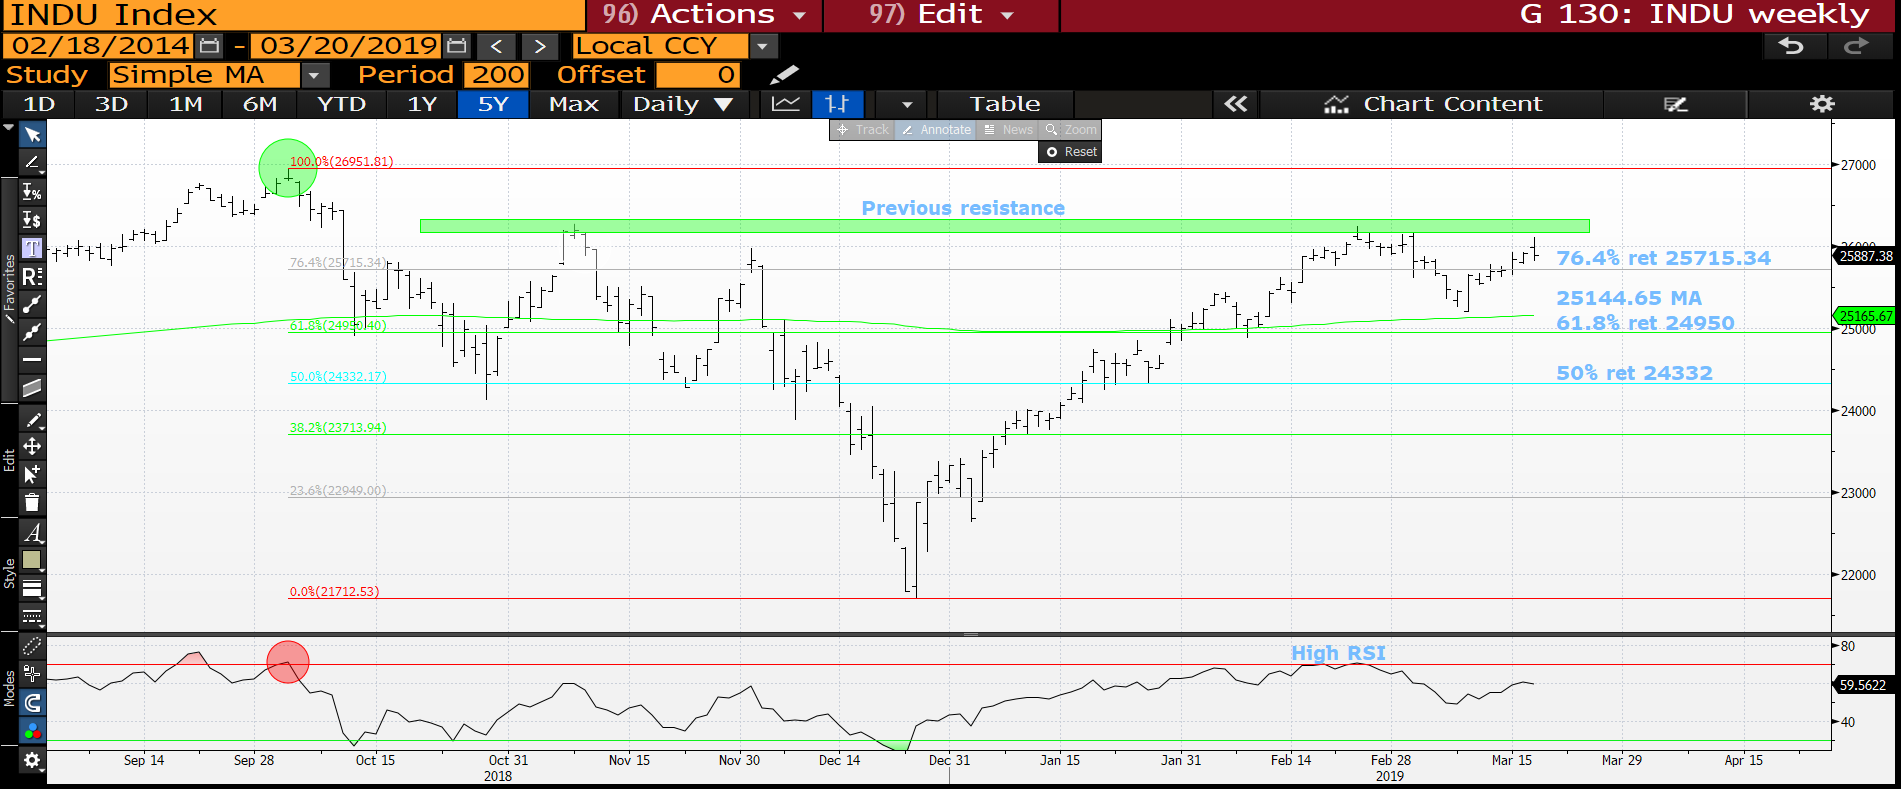 INDU Index 96) Actions 97) Edit G 130: INDU weekly
02/18/2014 - 03/20/2019 < > Local CCY
Study Simple MA Period 200 Offset 0
1D 3D 1M 6M YTD 1Y 5Y Max Daily Table Chart Content
Track Annotate News Zoom
Reset
100.0%(26951.81)
27000
Previous resistance
26000
76.4%(25715.34)
76.4% ret 25715.34
25887.38
25144.65 MA
25165.67
61.8%(24950.40)
61.8% ret 24950
25000
50.0%(24332.17)
50% ret 24332
24000
38.2%(23713.94)
23.6%(22949.00)
23000
22000
0.0%(21712.53)
High RSI
80
59.5622
40
Sep 14 Sep 28 Oct 15 Oct 31 Nov 15 Nov 30 Dec 14 Dec 31 Jan 15 Jan 31 Feb 14 Feb 28 Mar 15 Mar 29 Apr 15
2018 2019
Favorites
%
$
T
R
Edit
A
Style
Modes